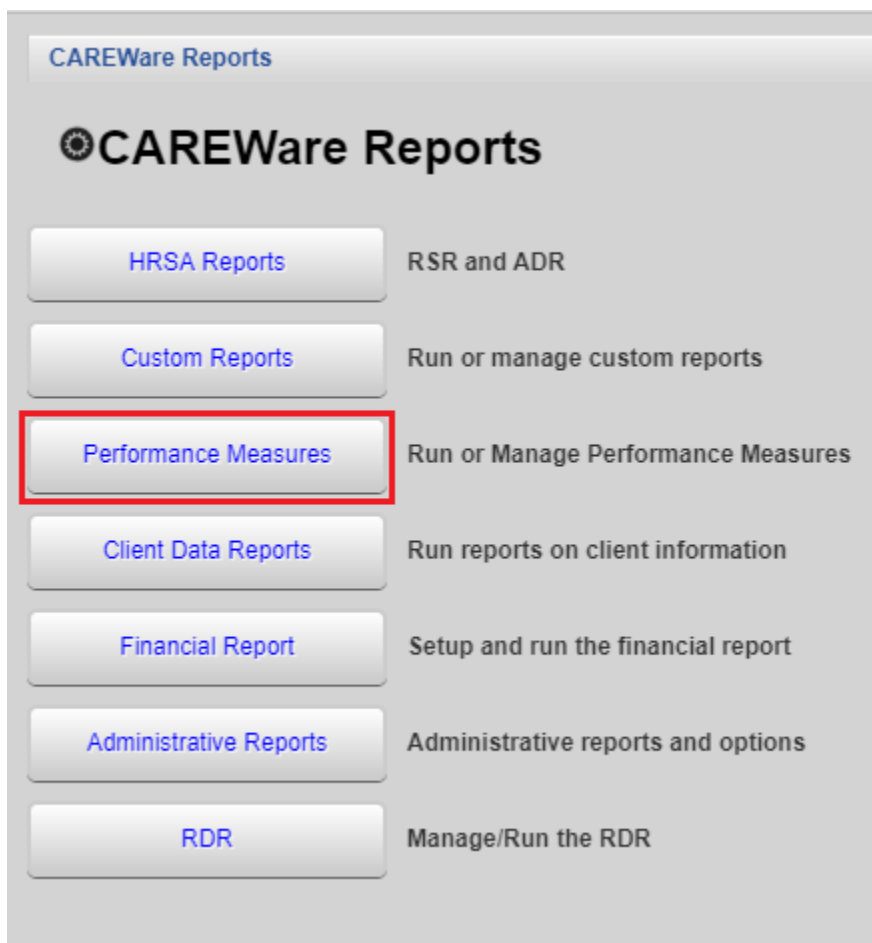 CAREWare Reports
CAREWare Reports
HRSA Reports RSR and ADR
Custom Reports Run or manage custom reports
Performance Measures Run or Manage Performance Measures
Client Data Reports Run reports on client information
Financial Report Setup and run the financial report
Administrative Reports Administrative reports and options
RDR Manage/Run the RDR